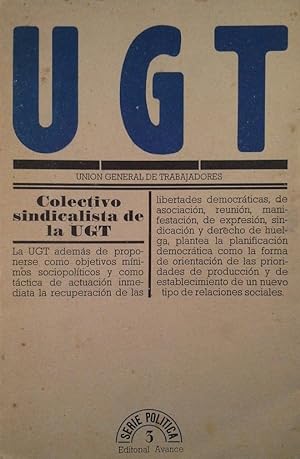 UGT
UNION GENERAL DE TRABAJADORES
Colectivo
sindicalista de
la UGT
La UGT además de propo-
nerse como objetivos míni-
mos sociopolíticos y como
táctica de actuación inme-
diata la recuperación de las
libertades democráticas, de
asociación, reunión, mani-
festación, de expresión, sin-
dicación y derecho de huel-
ga, plantea la planificación
democrática como la forma
de orientación de las priori-
dades de producción y de
establecimiento de un nuevo
tipo de relaciones sociales.
SERIE POLITICA
3
Editorial Avance